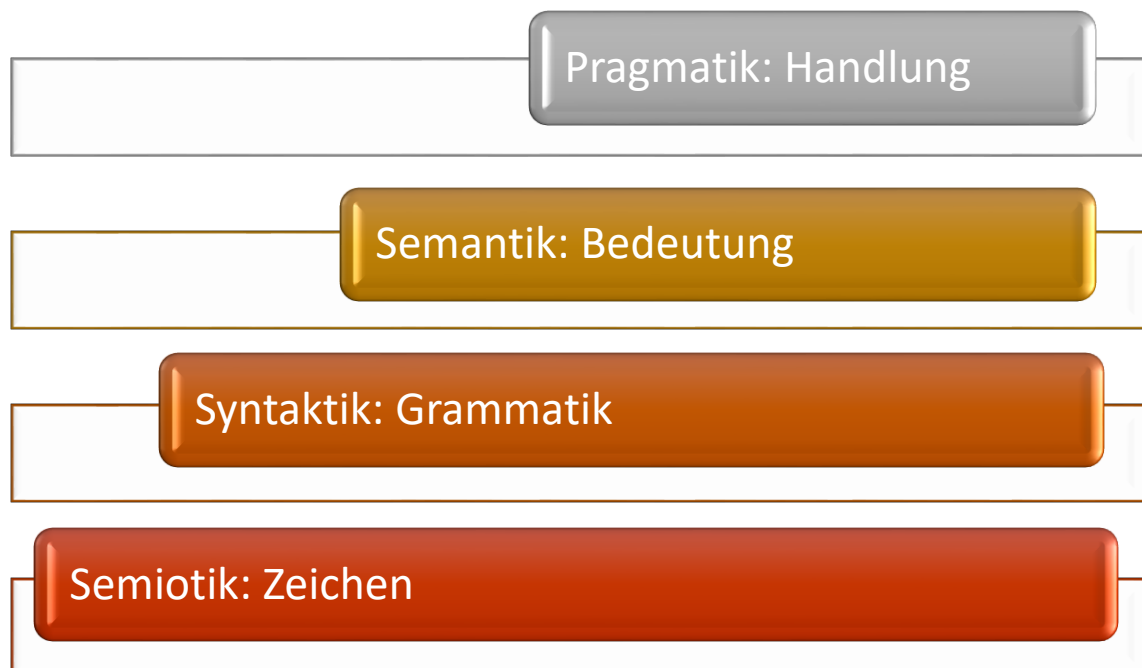 Pragmatik: Handlung
Semantik: Bedeutung
Syntaktik: Grammatik
Semiotik: Zeichen